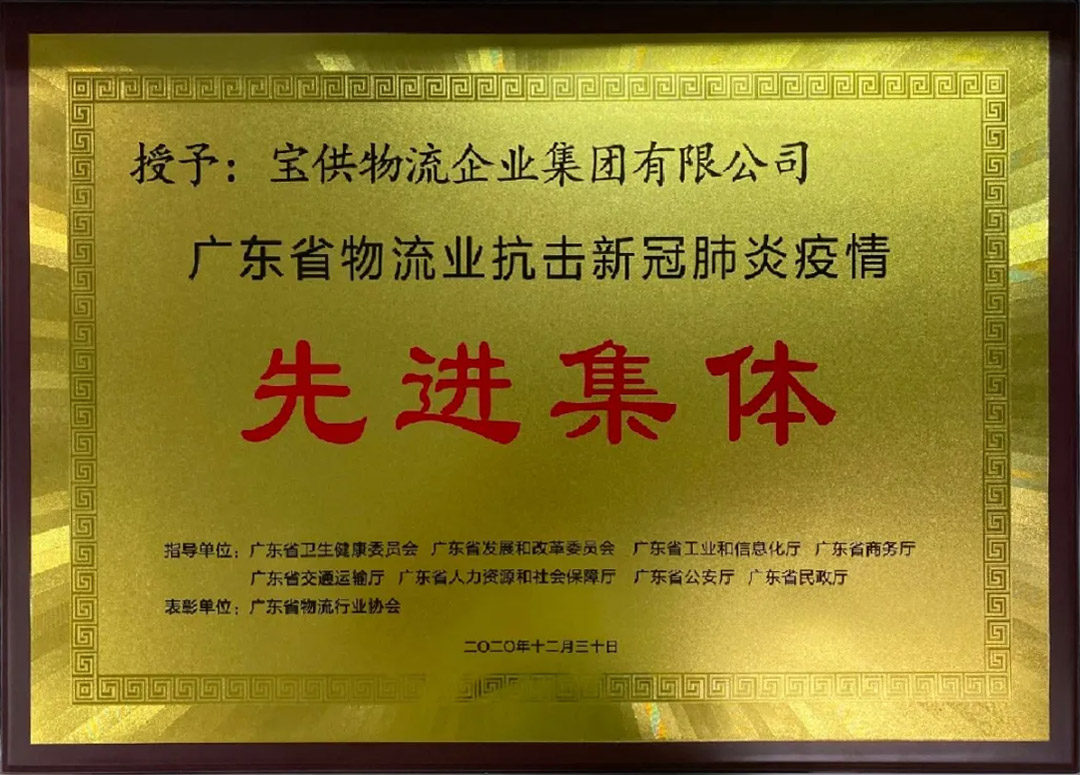 授予：宝供物流企业集团有限公司
广东省物流业抗击新冠肺炎疫情
先进集体
指导单位：广东省卫生健康委员会 广东省发展和改革委员会 广东省工业和信息化厅 广东省商务厅
广东省交通运输厅 广东省人力资源和社会保障厅 广东省公安厅 广东省民政厅
表彰单位：广东省物流行业协会
二〇二〇年十二月三十日